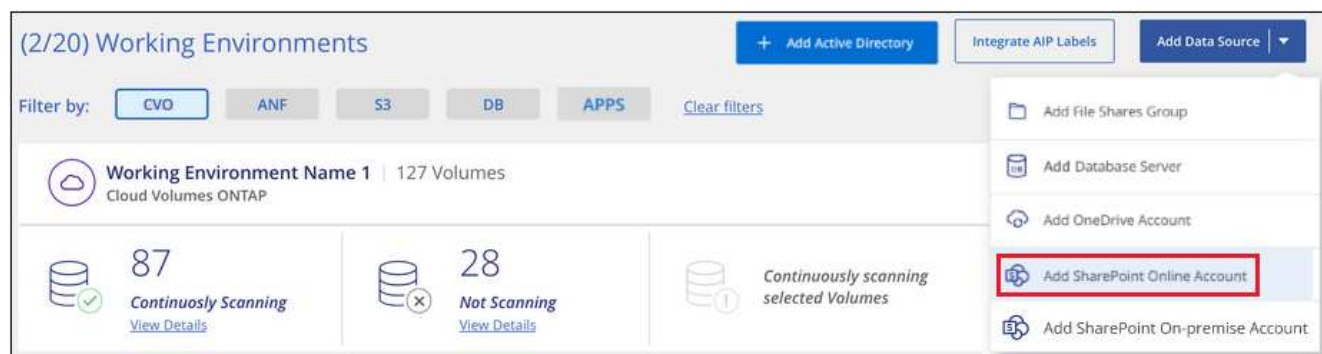 (2/20) Working Environments
+ Add Active Directory
Integrate AIP Labels
Add Data Source
Filter by:
CVO
ANF
S3
DB
APPS
Clear filters
Working Environment Name 1 | 127 Volumes
Cloud Volumes ONTAP
87
Continuosly Scanning
View Details
28
Not Scanning
View Details
Continuously scanning
selected Volumes
Add File Shares Group
DB
Add Database Server
Add OneDrive Account
S
Add SharePoint Online Account
S
Add SharePoint On-premise Account